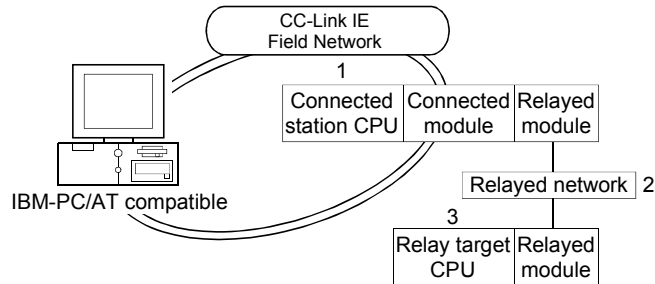 CC-Link IE
Field Network
1
Connected
station CPU
Connected
module
Relayed
module
IBM-PC/AT compatible
Relayed network
2
3
Relay target
CPU
Relayed
module